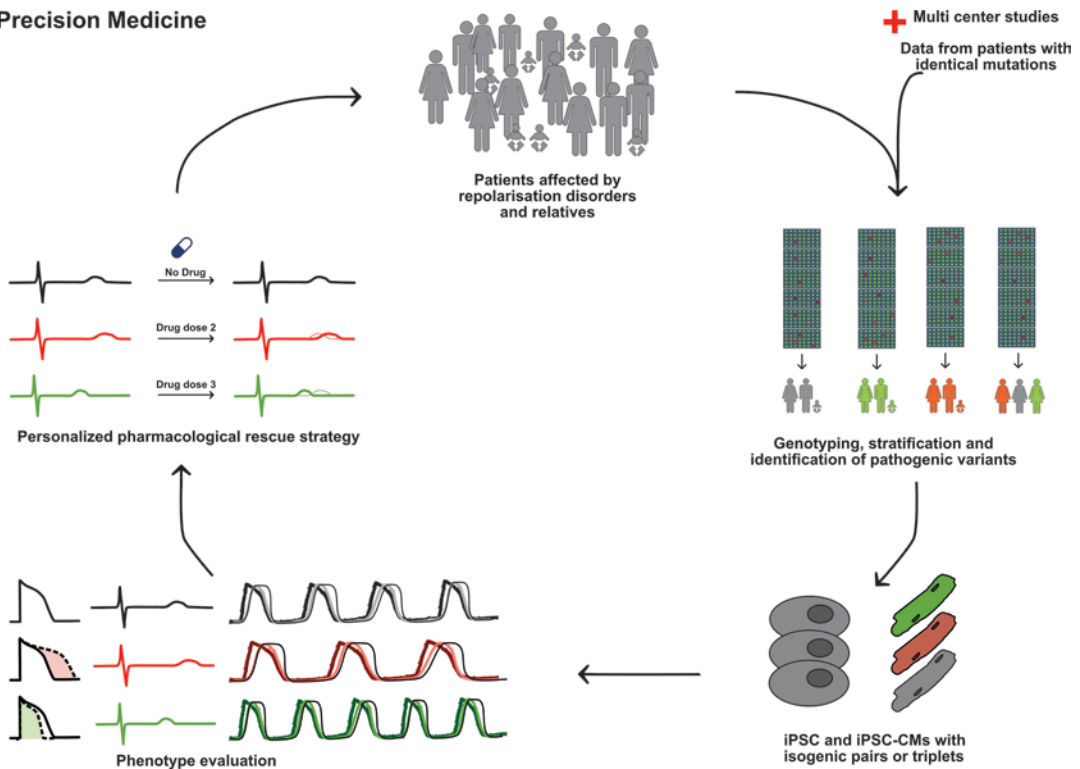 Precision Medicine
Multi center studies
Data from patients with
identical mutations
Patients affected by
repolarisation disorders
and relatives
No Drug
Drug dose 2
Drug dose 3
Personalized pharmacological rescue strategy
Genotyping, stratification and
identification of pathogenic variants
Phenotype evaluation
iPSC and iPSC-CMs with
isogenic pairs or triplets